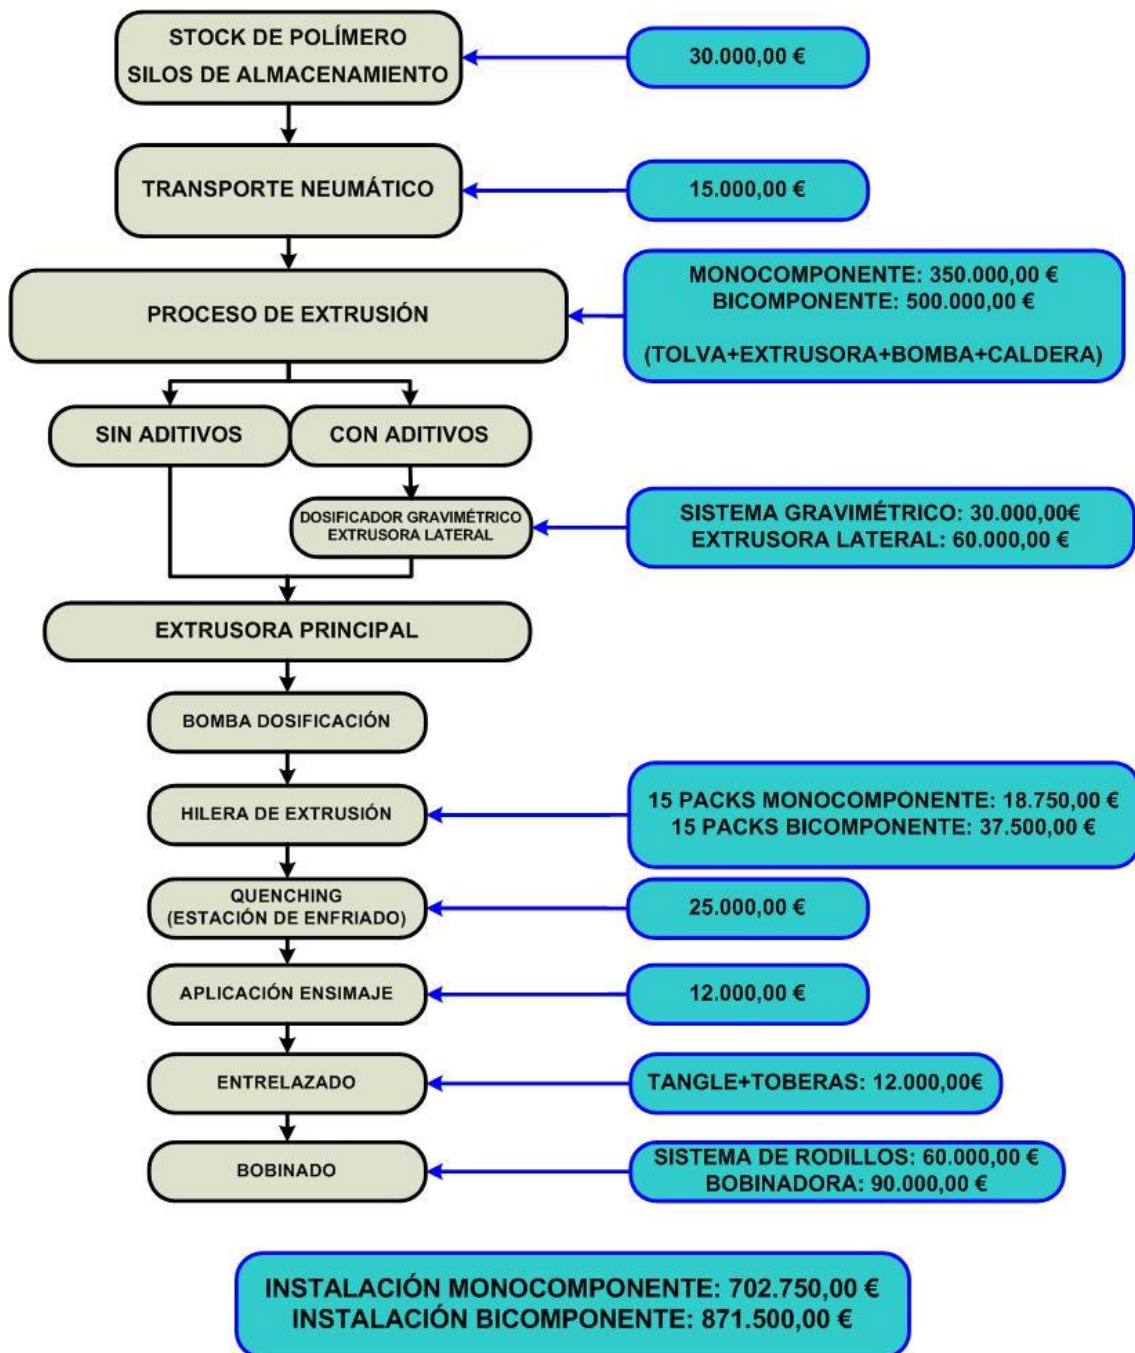 STOCK DE POLÍMERO
SILOS DE ALMACENAMIENTO
30.000,00 €
TRANSPORTE NEUMÁTICO
15.000,00 €
PROCESO DE EXTRUSIÓN
MONOCOMPONENTE: 350.000,00 €
BICOMPONENTE: 500.000,00 €
(TOLVA+EXTRUSORA+BOMBA+CALDERA)
SIN ADITIVOS
CON ADITIVOS
DOSIFICADOR GRAVIMÉTRICO
EXTRUSORA LATERAL
SISTEMA GRAVIMÉTRICO: 30.000,00€
EXTRUSORA LATERAL: 60.000,00 €
EXTRUSORA PRINCIPAL
BOMBA DOSIFICACIÓN
HILERA DE EXTRUSIÓN
15 PACKS MONOCOMPONENTE: 18.750,00 €
15 PACKS BICOMPONENTE: 37.500,00 €
QUENCHING
(ESTACIÓN DE ENFRIADO)
25.000,00 €
APLICACIÓN ENSIMAJE
12.000,00 €
ENTRELAZADO
TANGLE+TOBERAS: 12.000,00€
BOBINADO
SISTEMA DE RODILLOS: 60.000,00 €
BOBINADORA: 90.000,00 €
INSTALACIÓN MONOCOMPONENTE: 702.750,00 €
INSTALACIÓN BICOMPONENTE: 871.500,00 €